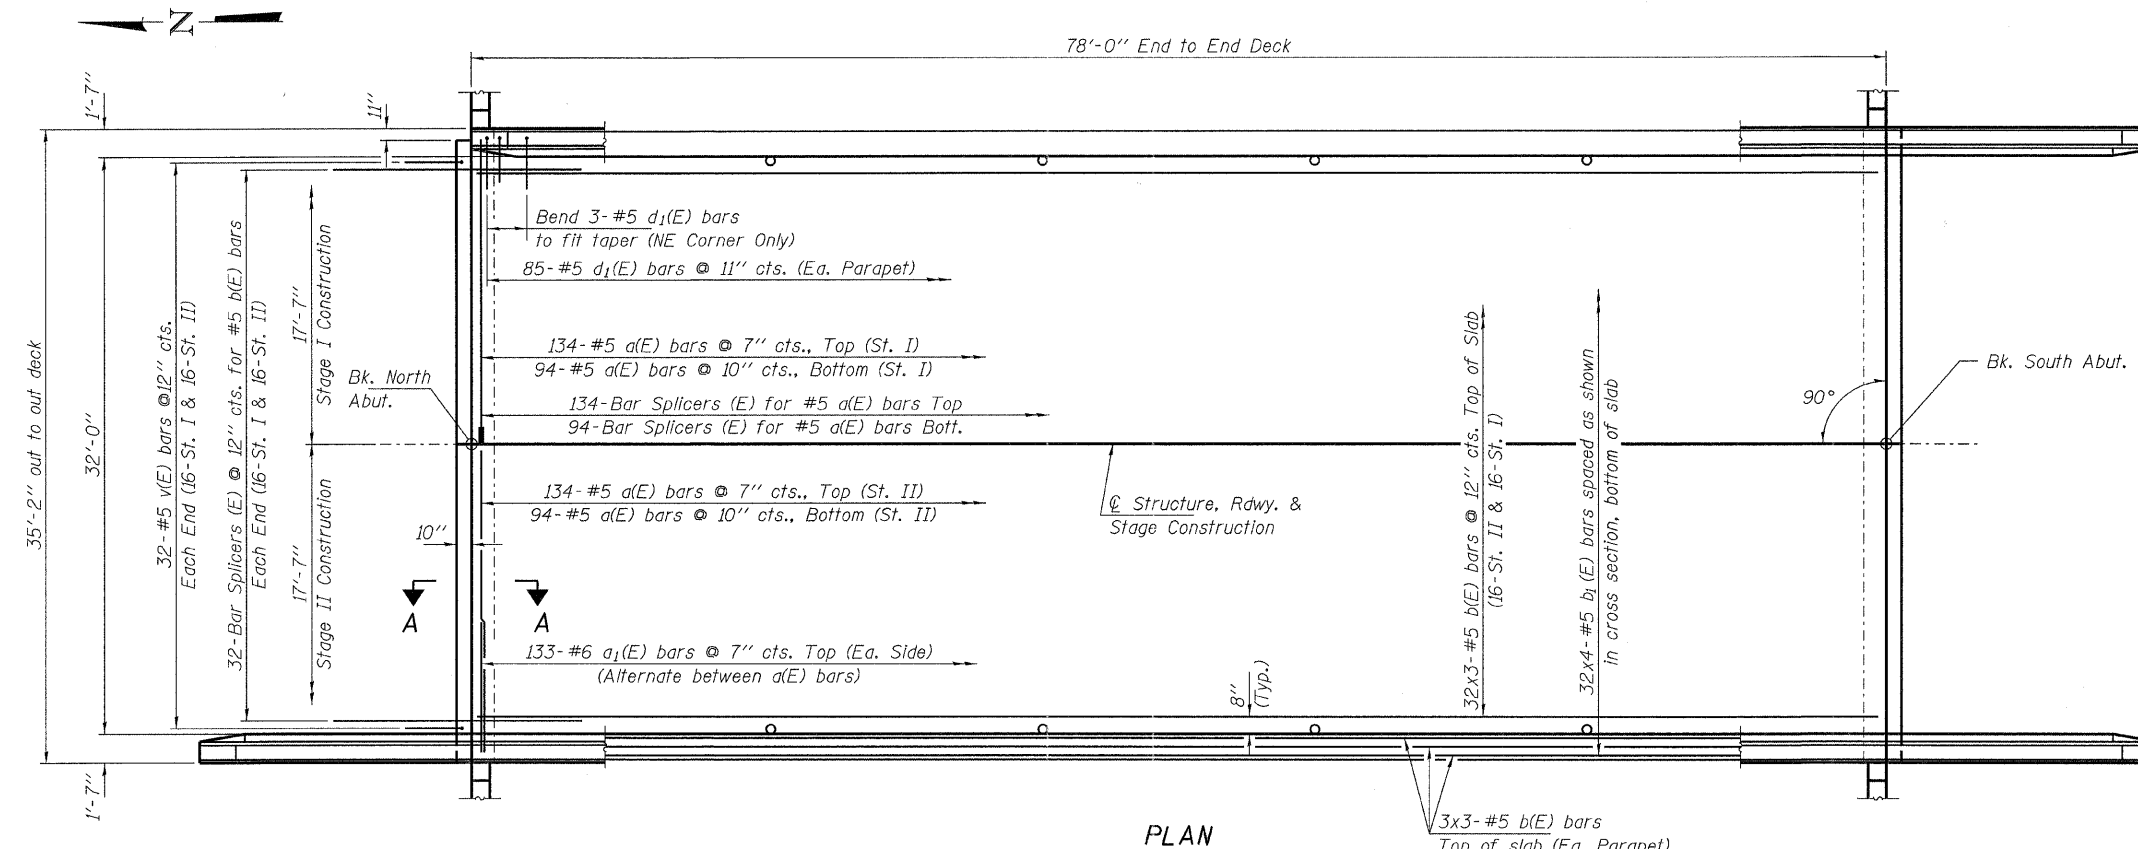 N
78'-0" End to End Deck
1'-7"
11"
Bend 3-#5 d1(E) bars
to fit taper (NE Corner Only)
85-#5 d1(E) bars @ 11" cts. (Ea. Parapet)
35'-2" out to out deck
32'-0"
32-#5 v(E) bars @12" cts.
Each End (16-St. I & 16-St. II)
32-Bar Splicers (E) @ 12" cts. for #5 b(E) bars
Each End (16-St. I & 16-St. II)
17'-7"
Stage I Construction
17'-7"
Stage II Construction
Bk. North
Abut.
134-#5 a(E) bars @ 7" cts., Top (St. I)
94-#5 a(E) bars @ 10" cts., Bottom (St. I)
134-Bar Splicers (E) for #5 a(E) bars Top
94-Bar Splicers (E) for #5 a(E) bars Bott.
134-#5 a(E) bars @ 7" cts., Top (St. II)
94-#5 a(E) bars @ 10" cts., Bottom (St. II)
℄ Structure, Rdwy. &
Stage Construction
10"
A
A
133-#6 a1(E) bars @ 7" cts. Top (Ea. Side)
(Alternate between a(E) bars)
8"
(Typ.)
32x3-#5 b(E) bars @ 12" cts. Top of Slab
(16-St. II & 16-St. I)
32x4-#5 b1(E) bars spaced as shown
in cross section, bottom of slab
90°
Bk. South Abut.
1'-7"
3x3-#5 b(E) bars
Top of slab (Ea. Parapet)
PLAN